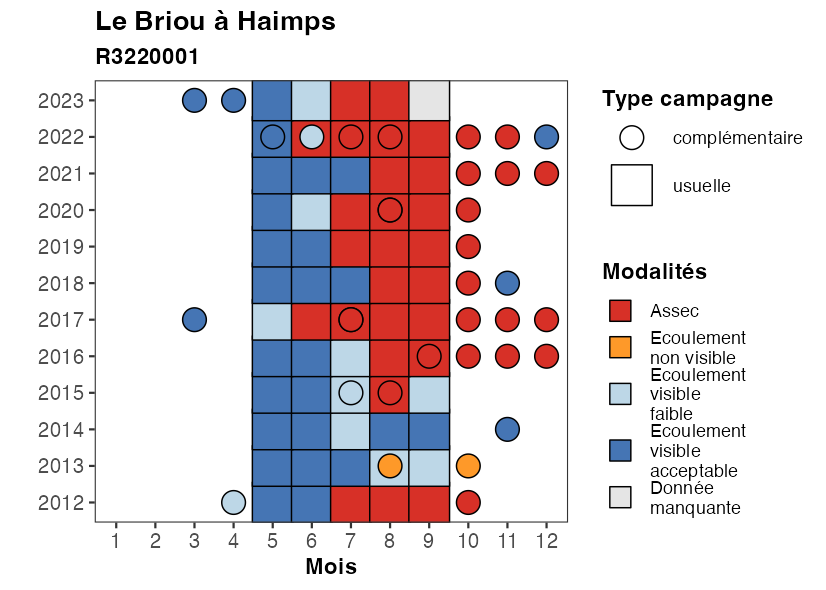 Le Briou à Haimps
R3220001
2023
2022
2021
2020
2019
2018
2017
2016
2015
2014
2013
2012
1 2 3 4 5 6 7 8 9 10 11 12
Mois
Type campagne
complémentaire
usuelle
Modalités
Assec
Ecoulement
non visible
Ecoulement
visible
faible
Ecoulement
visible
acceptable
Donnée
manquante